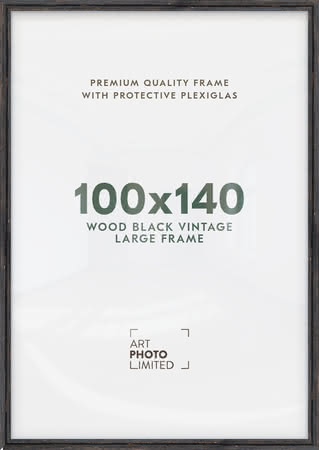 PREMIUM QUALITY FRAME
WITH PROTECTIVE PLEXIGLAS
100x140
WOOD BLACK VINTAGE
LARGE FRAME
ART
PHOTO
LIMITED